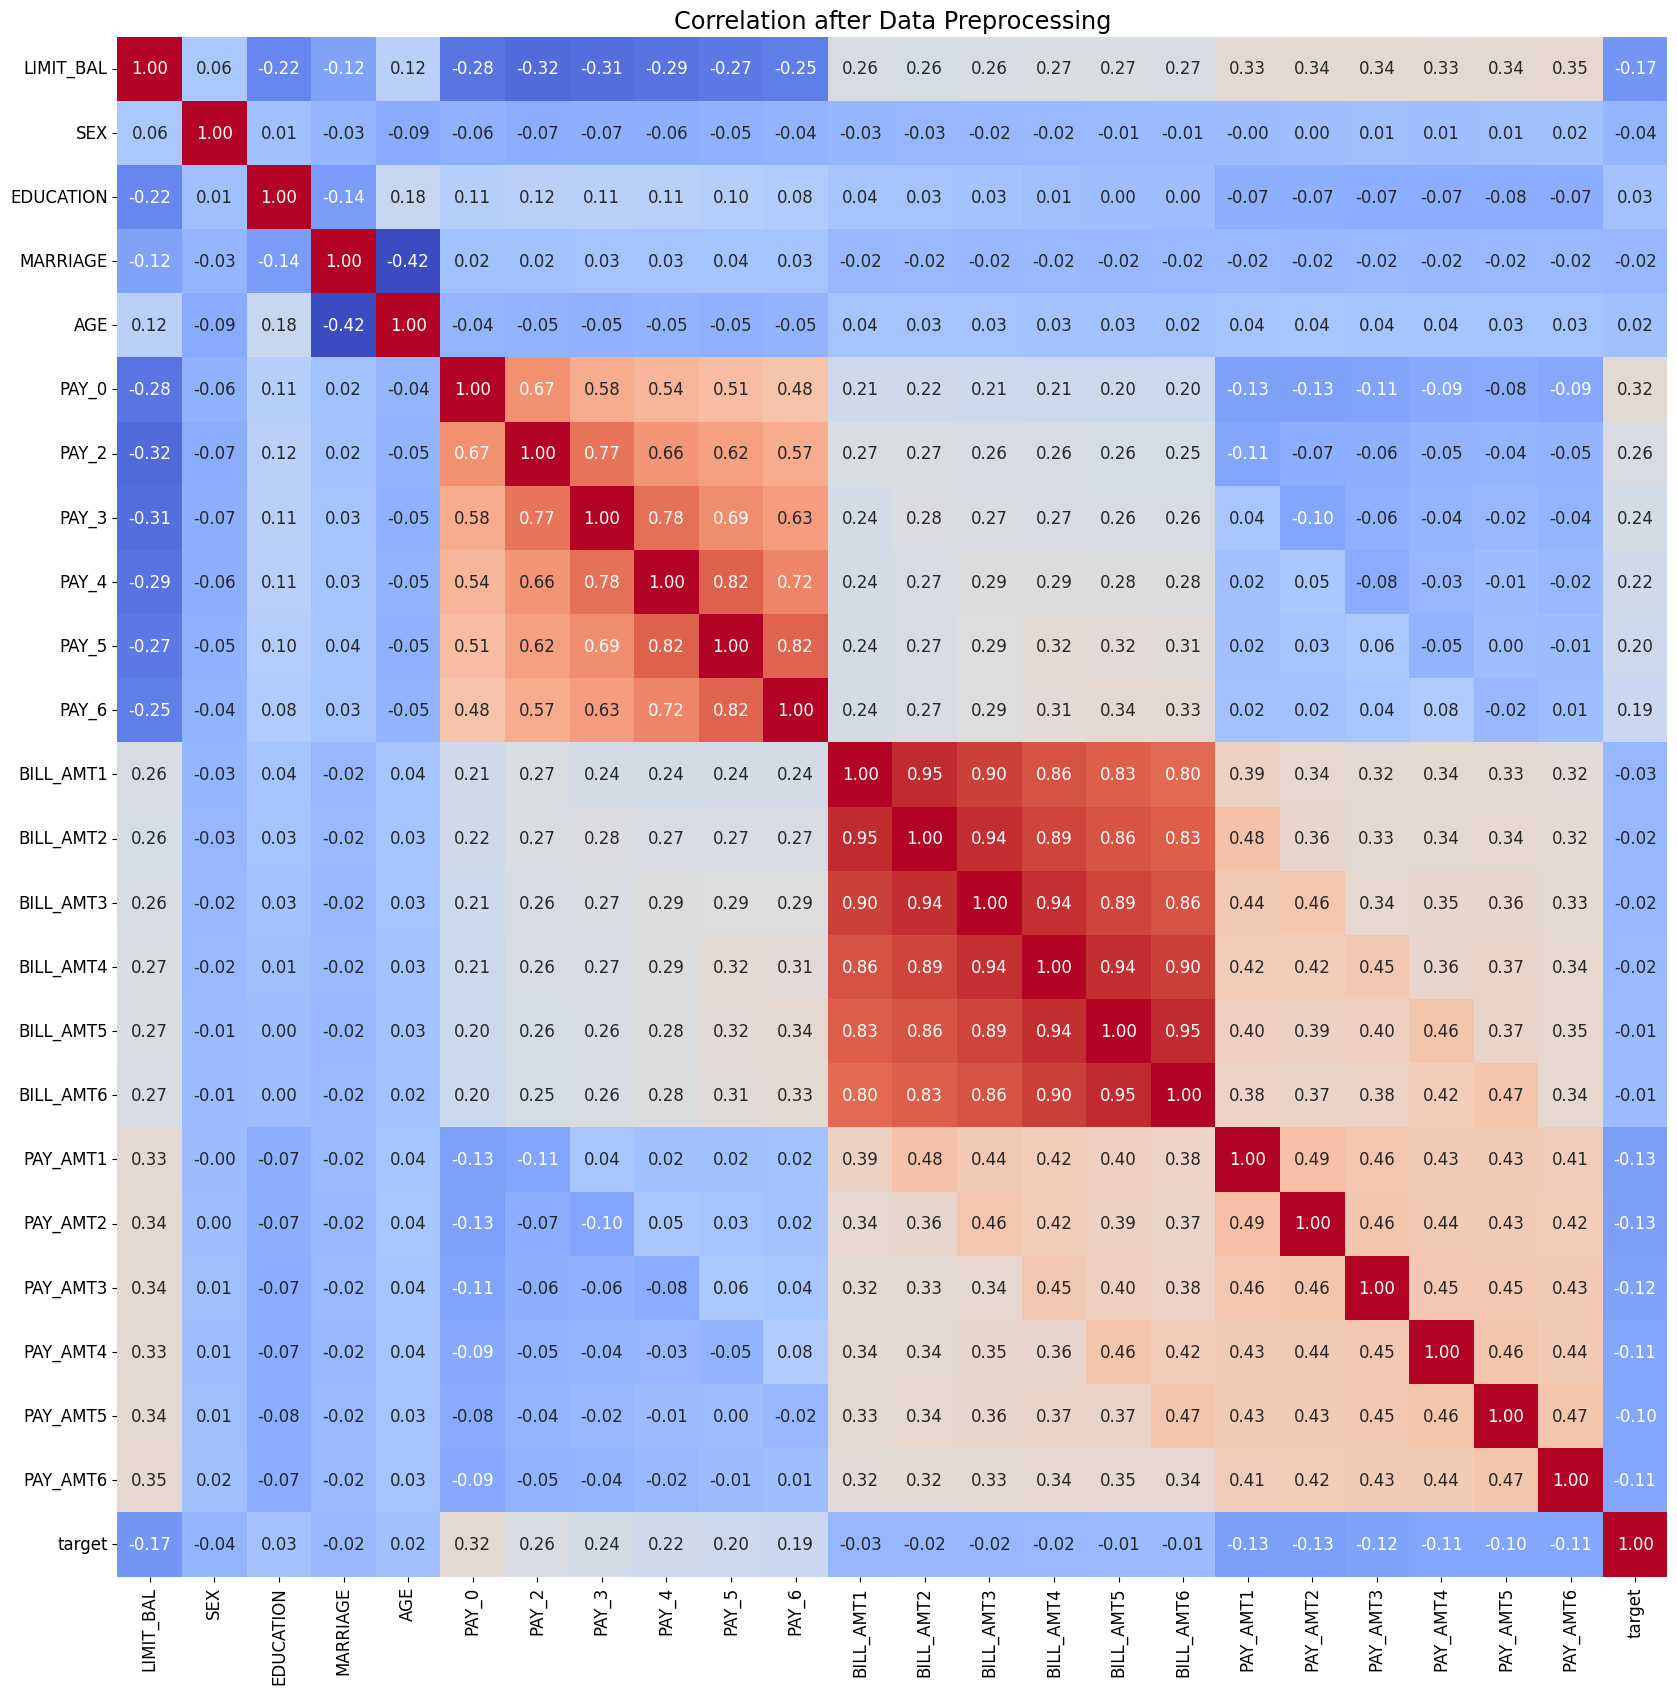 Correlation after Data Preprocessing
LIMIT_BAL 1.00 0.06 -0.22 -0.12 0.12 -0.28 -0.32 -0.31 -0.29 -0.27 -0.25 0.26 0.26 0.26 0.27 0.27 0.27 0.33 0.34 0.34 0.33 0.34 0.35 -0.17
SEX 0.06 1.00 0.01 -0.03 -0.09 -0.06 -0.07 -0.07 -0.06 -0.05 -0.04 -0.03 -0.03 -0.02 -0.02 -0.01 -0.01 -0.00 0.00 0.01 0.01 0.01 0.02 -0.04
EDUCATION -0.22 0.01 1.00 -0.14 0.18 0.11 0.12 0.11 0.11 0.10 0.08 0.04 0.03 0.03 0.01 0.00 0.00 -0.07 -0.07 -0.07 -0.07 -0.08 -0.07 0.03
MARRIAGE -0.12 -0.03 -0.14 1.00 -0.42 0.02 0.02 0.03 0.03 0.04 0.03 -0.02 -0.02 -0.02 -0.02 -0.02 -0.02 -0.02 -0.02 -0.02 -0.02 -0.02 -0.02 -0.02
AGE 0.12 -0.09 0.18 -0.42 1.00 -0.04 -0.05 -0.05 -0.05 -0.05 -0.05 0.04 0.03 0.03 0.03 0.03 0.02 0.04 0.04 0.04 0.04 0.03 0.03 0.02
PAY_0 -0.28 -0.06 0.11 0.02 -0.04 1.00 0.67 0.58 0.54 0.51 0.48 0.21 0.22 0.21 0.21 0.20 0.20 -0.13 -0.13 -0.11 -0.09 -0.08 -0.09 0.32
PAY_2 -0.32 -0.07 0.12 0.02 -0.05 0.67 1.00 0.77 0.66 0.62 0.57 0.27 0.27 0.26 0.26 0.26 0.25 -0.11 -0.07 -0.06 -0.05 -0.04 -0.05 0.26
PAY_3 -0.31 -0.07 0.11 0.03 -0.05 0.58 0.77 1.00 0.78 0.69 0.63 0.24 0.28 0.27 0.27 0.26 0.26 0.04 -0.10 -0.06 -0.04 -0.02 -0.04 0.24
PAY_4 -0.29 -0.06 0.11 0.03 -0.05 0.54 0.66 0.78 1.00 0.82 0.72 0.24 0.27 0.29 0.29 0.28 0.28 0.02 0.05 -0.08 -0.03 -0.01 -0.02 0.22
PAY_5 -0.27 -0.05 0.10 0.04 -0.05 0.51 0.62 0.69 0.82 1.00 0.82 0.24 0.27 0.29 0.32 0.32 0.31 0.02 0.03 0.06 -0.05 0.00 -0.01 0.20
PAY_6 -0.25 -0.04 0.08 0.03 -0.05 0.48 0.57 0.63 0.72 0.82 1.00 0.24 0.27 0.29 0.31 0.34 0.33 0.02 0.02 0.04 0.08 -0.02 0.01 0.19
BILL_AMT1 0.26 -0.03 0.04 -0.02 0.04 0.21 0.27 0.24 0.24 0.24 0.24 1.00 0.95 0.90 0.86 0.83 0.80 0.39 0.34 0.32 0.34 0.33 0.32 -0.03
BILL_AMT2 0.26 -0.03 0.03 -0.02 0.03 0.22 0.27 0.28 0.27 0.27 0.27 0.95 1.00 0.94 0.89 0.86 0.83 0.48 0.36 0.33 0.34 0.34 0.32 -0.02
BILL_AMT3 0.26 -0.02 0.03 -0.02 0.03 0.21 0.26 0.27 0.29 0.29 0.29 0.90 0.94 1.00 0.94 0.89 0.86 0.44 0.46 0.34 0.35 0.36 0.33 -0.02
BILL_AMT4 0.27 -0.02 0.01 -0.02 0.03 0.21 0.26 0.27 0.29 0.32 0.31 0.86 0.89 0.94 1.00 0.94 0.90 0.42 0.42 0.45 0.36 0.37 0.34 -0.02
BILL_AMT5 0.27 -0.01 0.00 -0.02 0.03 0.20 0.26 0.26 0.28 0.32 0.34 0.83 0.86 0.89 0.94 1.00 0.95 0.40 0.39 0.40 0.46 0.37 0.35 -0.01
BILL_AMT6 0.27 -0.01 0.00 -0.02 0.02 0.20 0.25 0.26 0.28 0.31 0.33 0.80 0.83 0.86 0.90 0.95 1.00 0.38 0.37 0.38 0.42 0.47 0.34 -0.01
PAY_AMT1 0.33 -0.00 -0.07 -0.02 0.04 -0.13 -0.11 0.04 0.02 0.02 0.02 0.39 0.48 0.44 0.42 0.40 0.38 1.00 0.49 0.46 0.43 0.43 0.41 -0.13
PAY_AMT2 0.34 0.00 -0.07 -0.02 0.04 -0.13 -0.07 -0.10 0.05 0.03 0.02 0.34 0.36 0.46 0.42 0.39 0.37 0.49 1.00 0.46 0.44 0.43 0.42 -0.13
PAY_AMT3 0.34 0.01 -0.07 -0.02 0.04 -0.11 -0.06 -0.06 -0.08 0.06 0.04 0.32 0.33 0.34 0.45 0.40 0.38 0.46 0.46 1.00 0.45 0.45 0.43 -0.12
PAY_AMT4 0.33 0.01 -0.07 -0.02 0.04 -0.09 -0.05 -0.04 -0.03 -0.05 0.08 0.34 0.34 0.35 0.36 0.46 0.42 0.43 0.44 0.45 1.00 0.46 0.44 -0.11
PAY_AMT5 0.34 0.01 -0.08 -0.02 0.03 -0.08 -0.04 -0.02 -0.01 0.00 -0.02 0.33 0.34 0.36 0.37 0.37 0.47 0.43 0.43 0.45 0.46 1.00 0.47 -0.10
PAY_AMT6 0.35 0.02 -0.07 -0.02 0.03 -0.09 -0.05 -0.04 -0.02 -0.01 0.01 0.32 0.32 0.33 0.34 0.35 0.34 0.41 0.42 0.43 0.44 0.47 1.00 -0.11
target -0.17 -0.04 0.03 -0.02 0.02 0.32 0.26 0.24 0.22 0.20 0.19 -0.03 -0.02 -0.02 -0.02 -0.01 -0.01 -0.13 -0.13 -0.12 -0.11 -0.10 -0.11 1.00
LIMIT_BAL SEX EDUCATION MARRIAGE AGE PAY_0 PAY_2 PAY_3 PAY_4 PAY_5 PAY_6 BILL_AMT1 BILL_AMT2 BILL_AMT3 BILL_AMT4 BILL_AMT5 BILL_AMT6 PAY_AMT1 PAY_AMT2 PAY_AMT3 PAY_AMT4 PAY_AMT5 PAY_AMT6 target